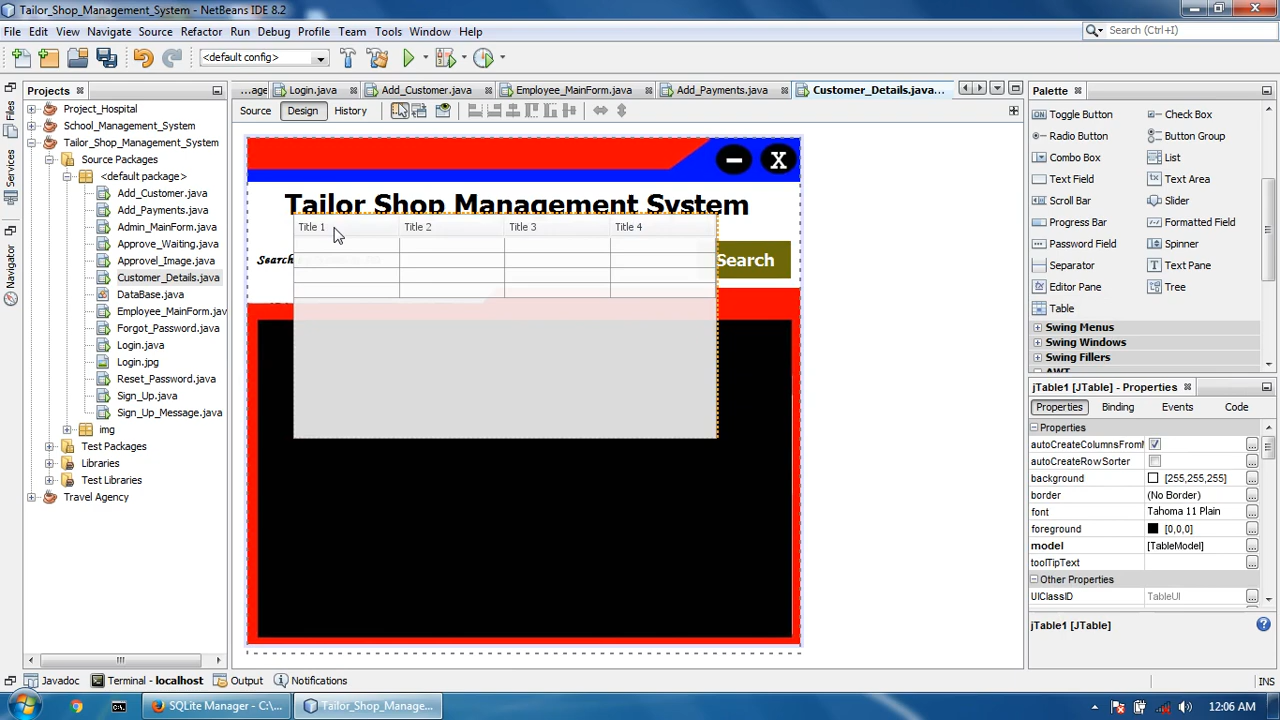 Tailor_Shop_Management_System - NetBeans IDE 8.2
File Edit View Navigate Source Refactor Run Debug Profile Team Tools Window Help
Search (Ctrl+I)
<default config>
Projects
...age
Login.java
Add_Customer.java
Employee_MainForm.java
Add_Payments.java
Customer_Details.java...
Source Design History
Files
Services
Navigator
Project_Hospital
School_Management_System
Tailor_Shop_Management_System
Source Packages
<default package>
Add_Customer.java
Add_Payments.java
Admin_MainForm.java
Approve_Waiting.java
Approvel_Image.java
Customer_Details.java
DataBase.java
Employee_MainForm.jav
Forgot_Password.java
Login.java
Login.jpg
Reset_Password.java
Sign_Up.java
Sign_Up_Message.java
img
Test Packages
Libraries
Test Libraries
Travel Agency
X
Tailor Shop Management System
Title 1 Title 2 Title 3 Title 4
Search
Search
Palette
Toggle Button Check Box
Radio Button Button Group
Combo Box List
Text Field Text Area
Scroll Bar Slider
Progress Bar Formatted Field
Password Field Spinner
Separator Text Pane
Editor Pane Tree
Table
Swing Menus
Swing Windows
Swing Fillers
AWT
jTable1 [JTable] - Properties
Properties Binding Events Code
Properties
autoCreateColumnsFromM
autoCreateRowSorter
background [255,255,255]
border (No Border)
font Tahoma 11 Plain
foreground [0,0,0]
model [TableModel]
toolTipText
Other Properties
UIClassID TableUI
jTable1 [JTable]
Javadoc Terminal - localhost Output Notifications
INS
SQLite Manager - C:\...
Tailor_Shop_Manage...
12:06 AM